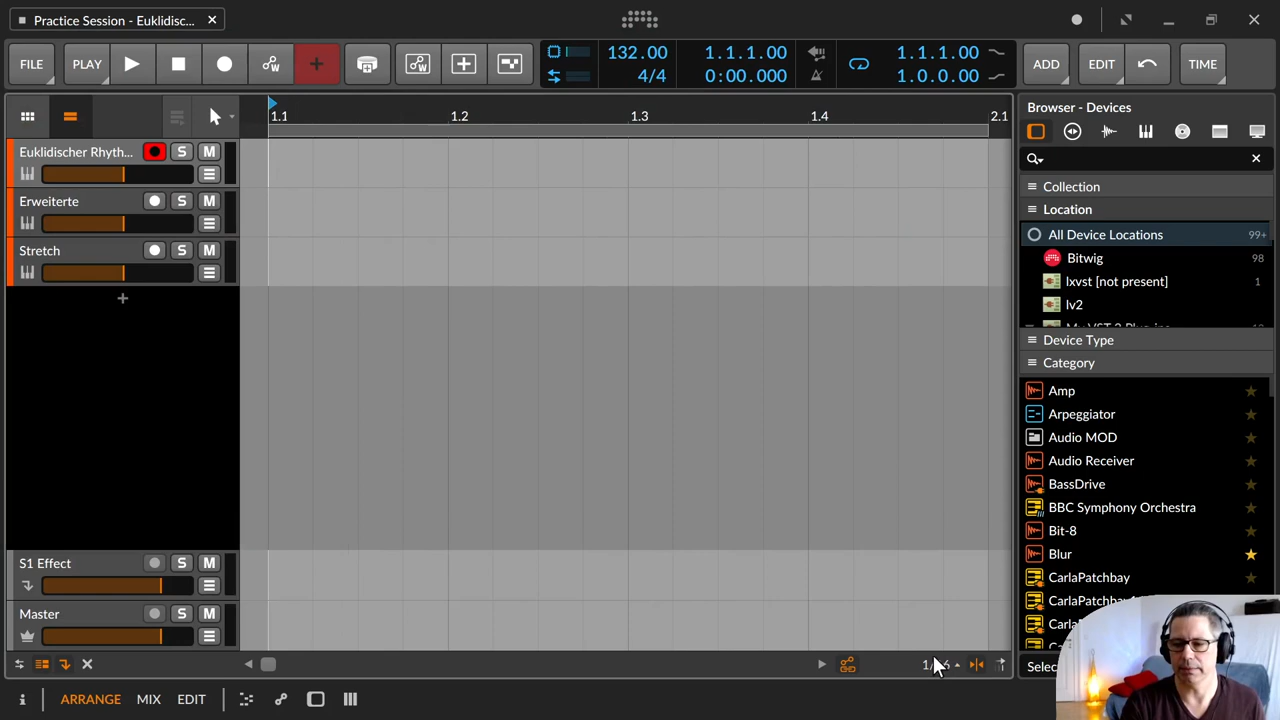 Practice Session - Euklidisc...
FILE
PLAY
132.00
4/4
1.1.1.00
0:00.000
1.1.1.00
1.0.0.00
ADD
EDIT
TIME
1.1
1.2
1.3
1.4
2.1
Euklidischer Rhyth...
S
M
Erweiterte
S
M
Stretch
S
M
S1 Effect
S
M
Master
S
M
Browser - Devices
Collection
Location
All Device Locations 99+
Bitwig 98
lxvst [not present] 1
lv2
Device Type
Category
Amp
Arpeggiator
Audio MOD
Audio Receiver
BassDrive
BBC Symphony Orchestra
Bit-8
Blur
CarlaPatchbay
ARRANGE
MIX
EDIT